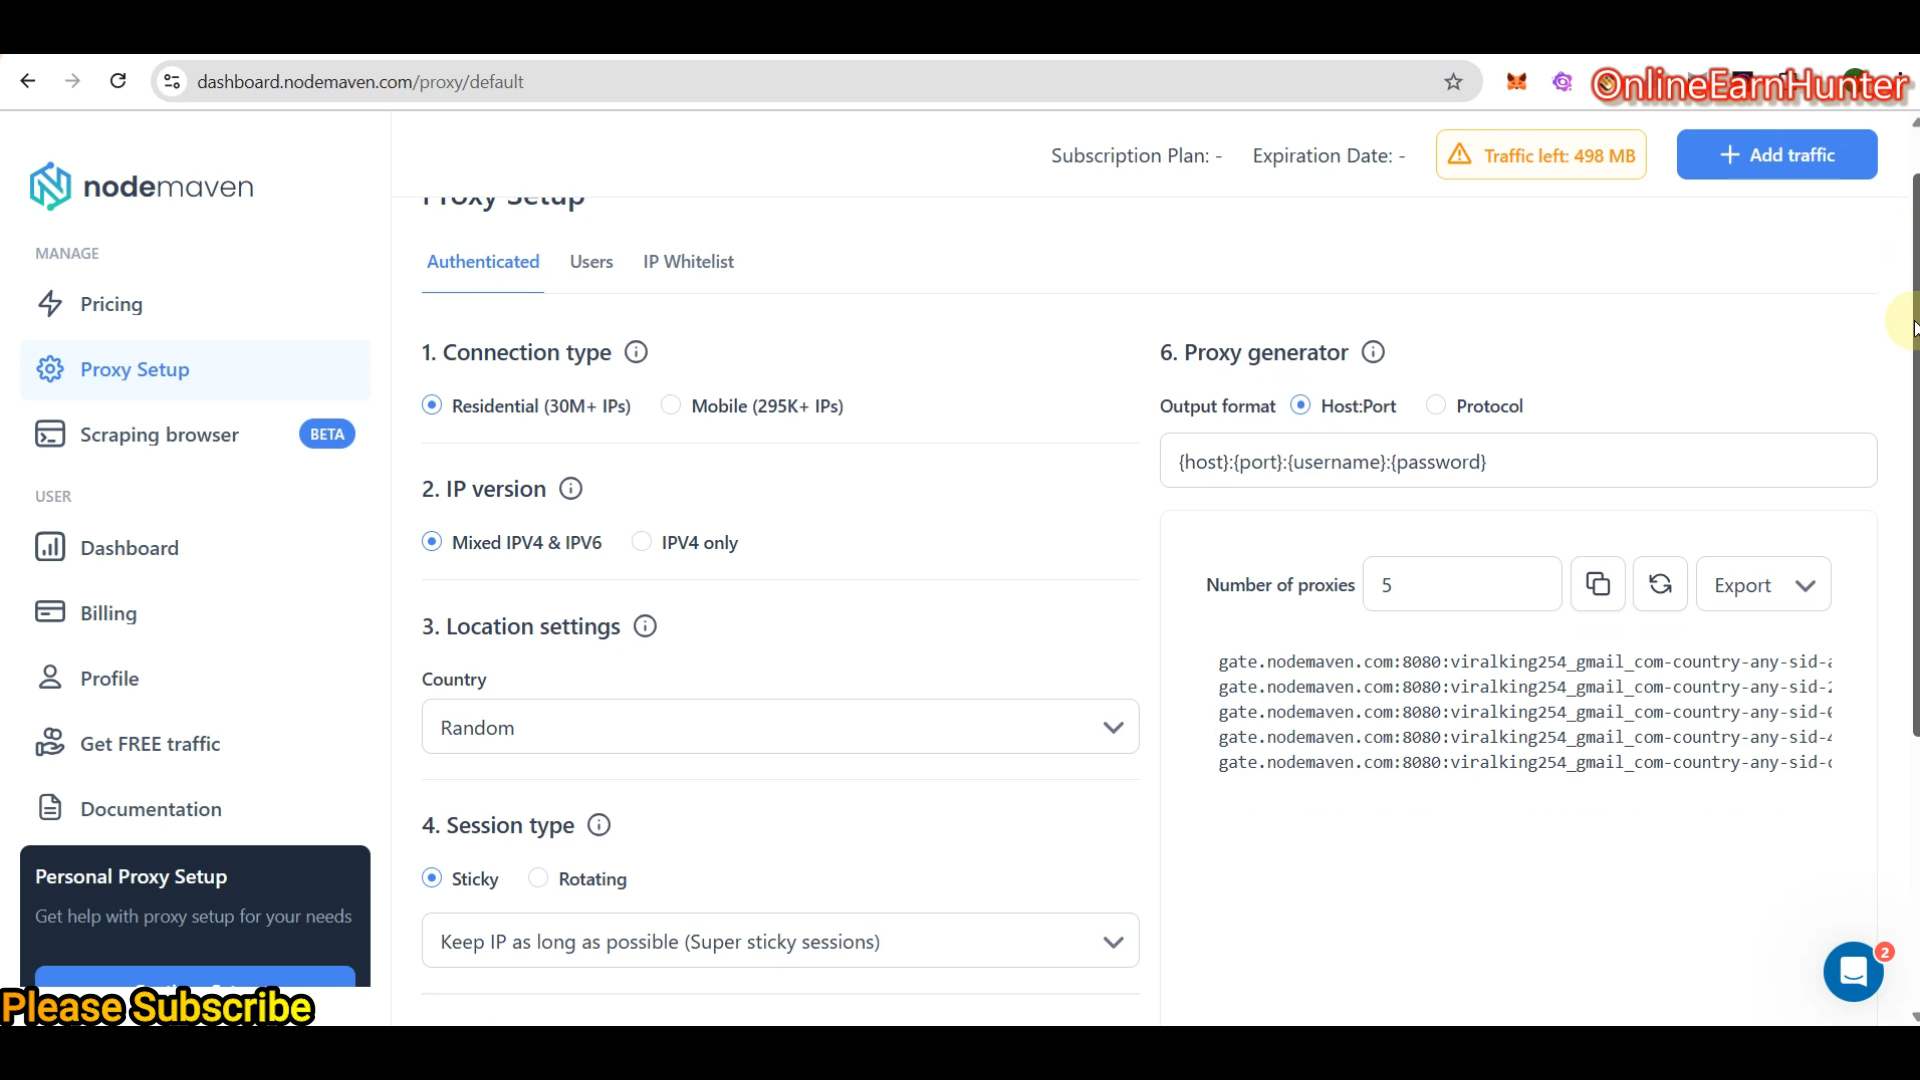 dashboard.nodemaven.com/proxy/default
OnlineEarnHunter
nodemaven
Subscription Plan: -
Expiration Date: -
Traffic left: 498 MB
Add traffic
Proxy Setup
MANAGE
Pricing
Proxy Setup
Scraping browser
BETA
USER
Dashboard
Billing
Profile
Get FREE traffic
Documentation
Personal Proxy Setup
Get help with proxy setup for your needs
Please Subscribe
Authenticated
Users
IP Whitelist
1. Connection type
Residential (30M+ IPs)
Mobile (295K+ IPs)
2. IP version
Mixed IPV4 & IPV6
IPV4 only
3. Location settings
Country
Random
4. Session type
Sticky
Rotating
Keep IP as long as possible (Super sticky sessions)
6. Proxy generator
Output format
Host:Port
Protocol
{host}:{port}:{username}:{password}
Number of proxies
5
Export
gate.nodemaven.com:8080:viralking254_gmail_com-country-any-sid-
gate.nodemaven.com:8080:viralking254_gmail_com-country-any-sid-
gate.nodemaven.com:8080:viralking254_gmail_com-country-any-sid-
gate.nodemaven.com:8080:viralking254_gmail_com-country-any-sid-
gate.nodemaven.com:8080:viralking254_gmail_com-country-any-sid-
2